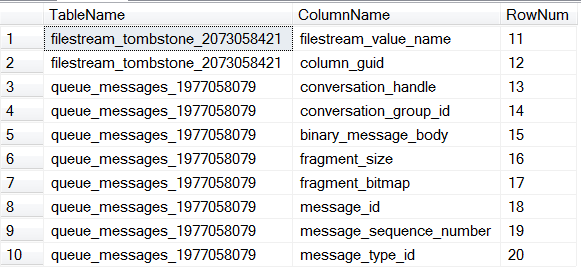 TableName ColumnName RowNum
1 filestream_tombstone_2073058421 filestream_value_name 11
2 filestream_tombstone_2073058421 column_guid 12
3 queue_messages_1977058079 conversation_handle 13
4 queue_messages_1977058079 conversation_group_id 14
5 queue_messages_1977058079 binary_message_body 15
6 queue_messages_1977058079 fragment_size 16
7 queue_messages_1977058079 fragment_bitmap 17
8 queue_messages_1977058079 message_id 18
9 queue_messages_1977058079 message_sequence_number 19
10 queue_messages_1977058079 message_type_id 20